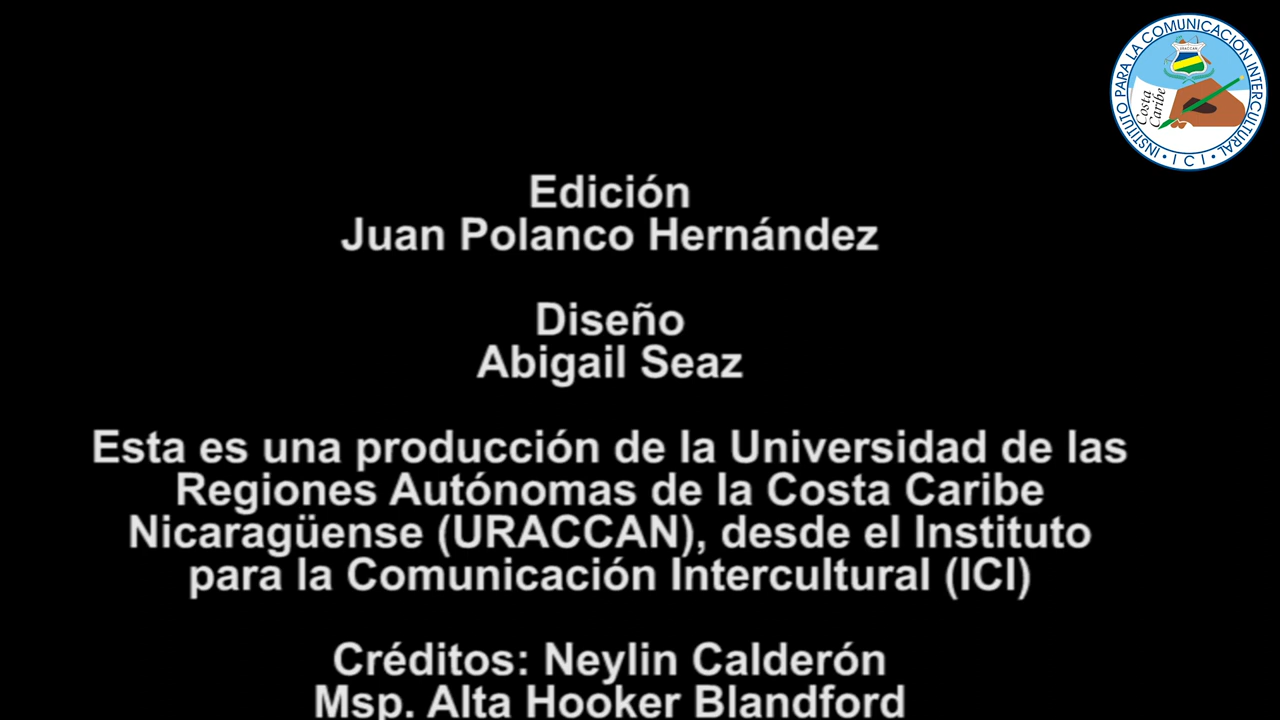 INSTITUTO PARA LA COMUNICACIÓN INTERCULTURAL
• I C I •
URACCAN
Costa
Caribe
Edición
Juan Polanco Hernández
Diseño
Abigail Seaz
Esta es una producción de la Universidad de las
Regiones Autónomas de la Costa Caribe
Nicaragüense (URACCAN), desde el Instituto
para la Comunicación Intercultural (ICI)
Créditos: Neylin Calderón
Msp. Alta Hooker Blandford